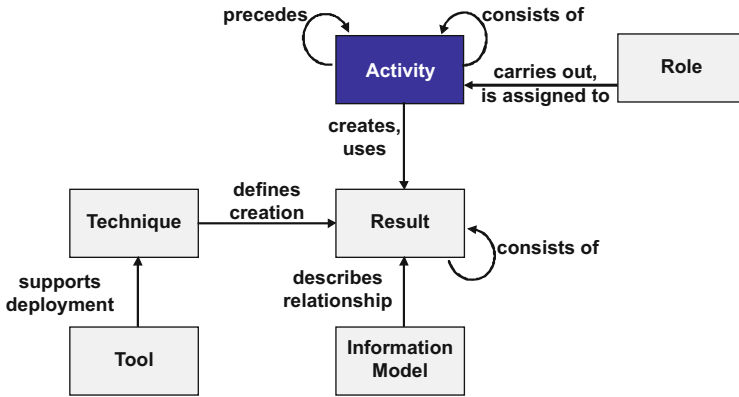 precedes
consists of
Activity
Role
carries out,
is assigned to
creates,
uses
defines
creation
Technique
Result
consists of
supports
deployment
describes
relationship
Tool
Information
Model